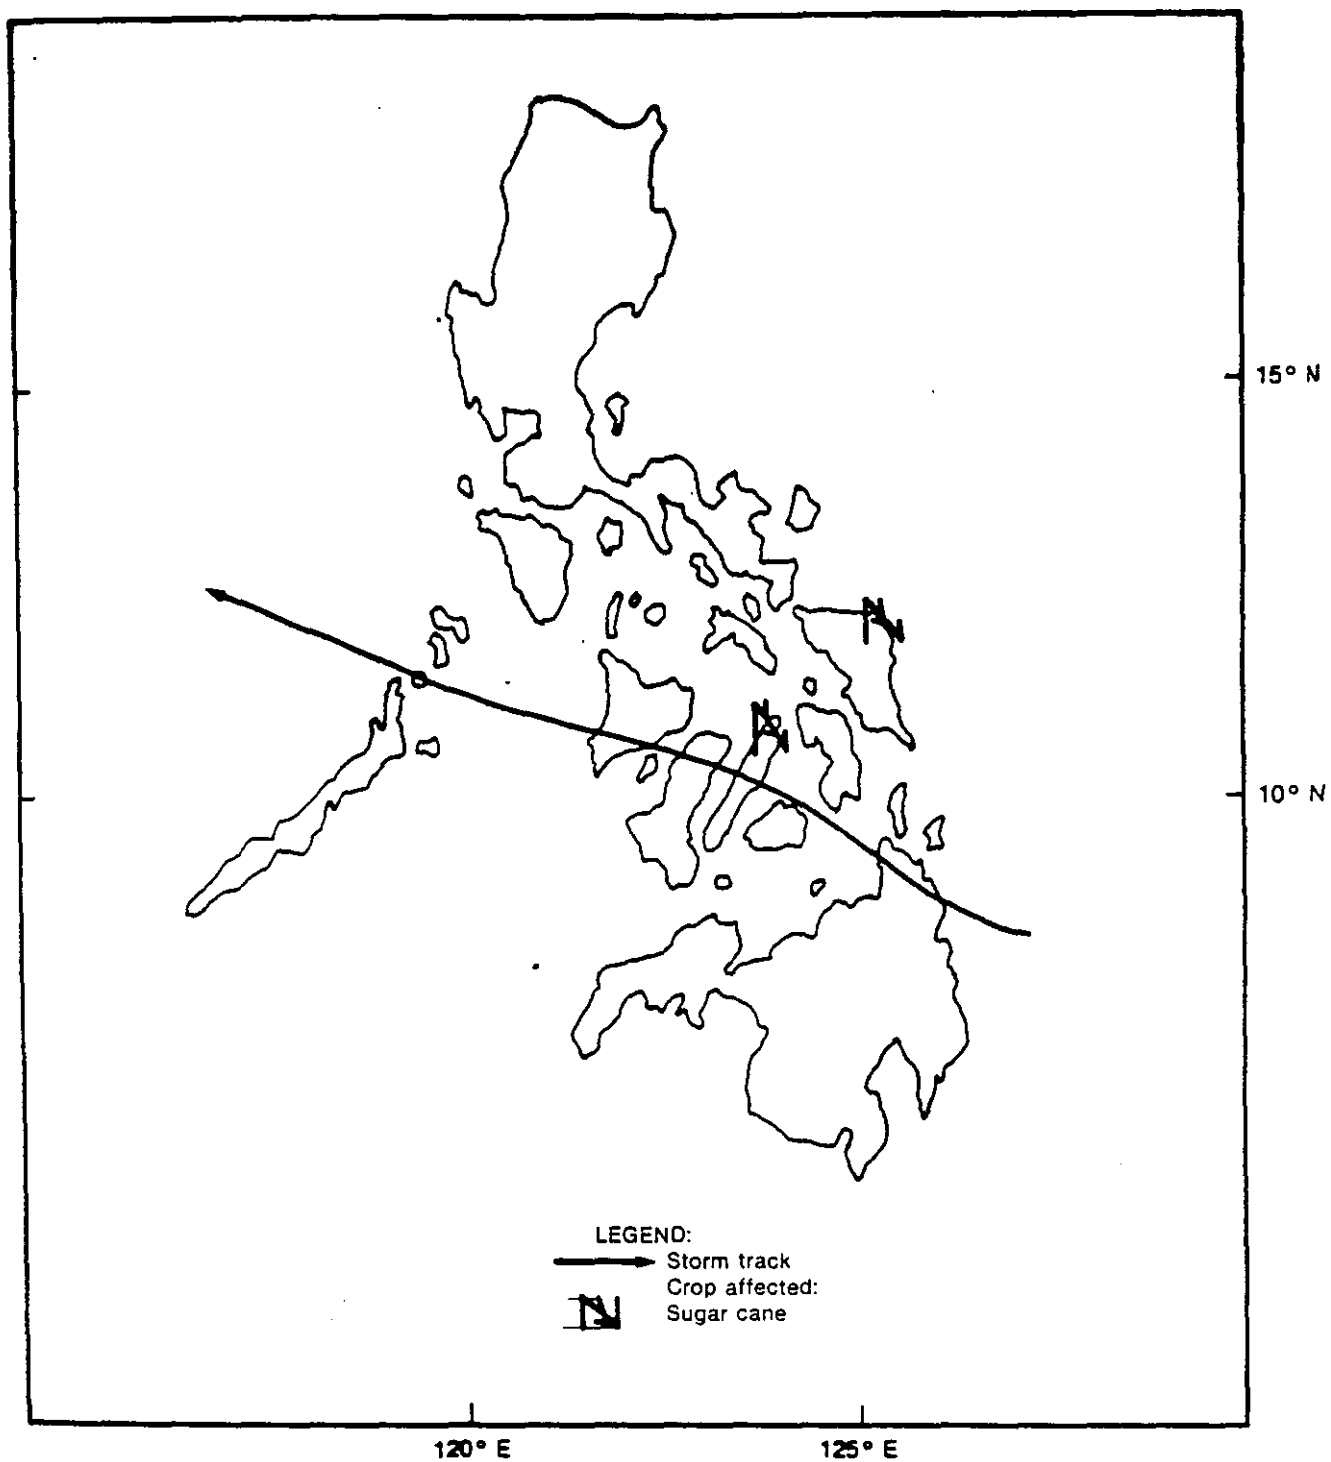 15° N
10° N
LEGEND:
Storm track
Crop affected:
Sugar cane
120° E
125° E